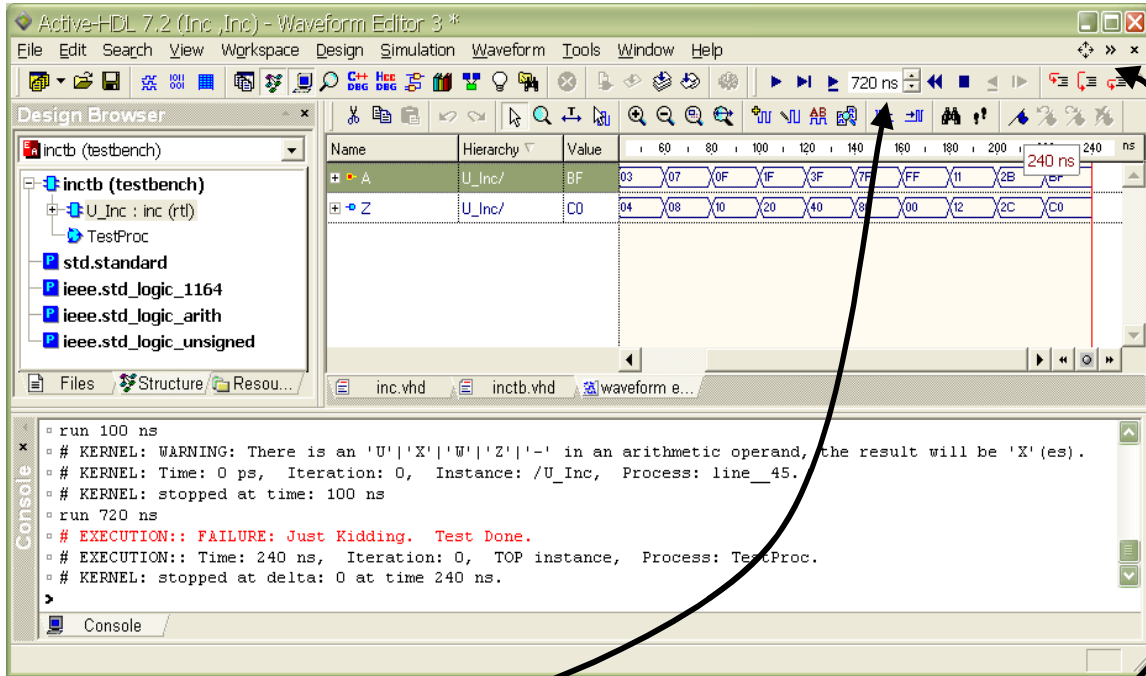 Active-HDL 7.2 (Inc ,Inc) - Waveform Editor 3 *
File Edit Search View Workspace Design Simulation Waveform Tools Window Help
C++ DBG HCC DBG 720 ns
Design Browser
inctb (testbench)
inctb (testbench)
U_Inc : inc (rtl)
TestProc
std.standard
ieee.std_logic_1164
ieee.std_logic_arith
ieee.std_logic_unsigned
Files Structure Resou...
Name Hierarchy Value 60 80 100 120 140 160 180 200 240 ns
240 ns
A U_Inc/ BF 03 07 0F 1F 3F 7F FF 11 2B BF
Z U_Inc/ C0 04 08 10 20 40 00 12 2C C0
inc.vhd inctb.vhd waveform e...
run 100 ns
# KERNEL: WARNING: There is an 'U'|'X'|'W'|'Z'|'-' in an arithmetic operand, the result will be 'X'(es).
# KERNEL: Time: 0 ps, Iteration: 0, Instance: /U_Inc, Process: line__45.
# KERNEL: stopped at time: 100 ns
run 720 ns
# EXECUTION:: FAILURE: Just Kidding. Test Done.
# EXECUTION:: Time: 240 ns, Iteration: 0, TOP instance, Process: TestProc.
# KERNEL: stopped at delta: 0 at time 240 ns.
>
Console
Console